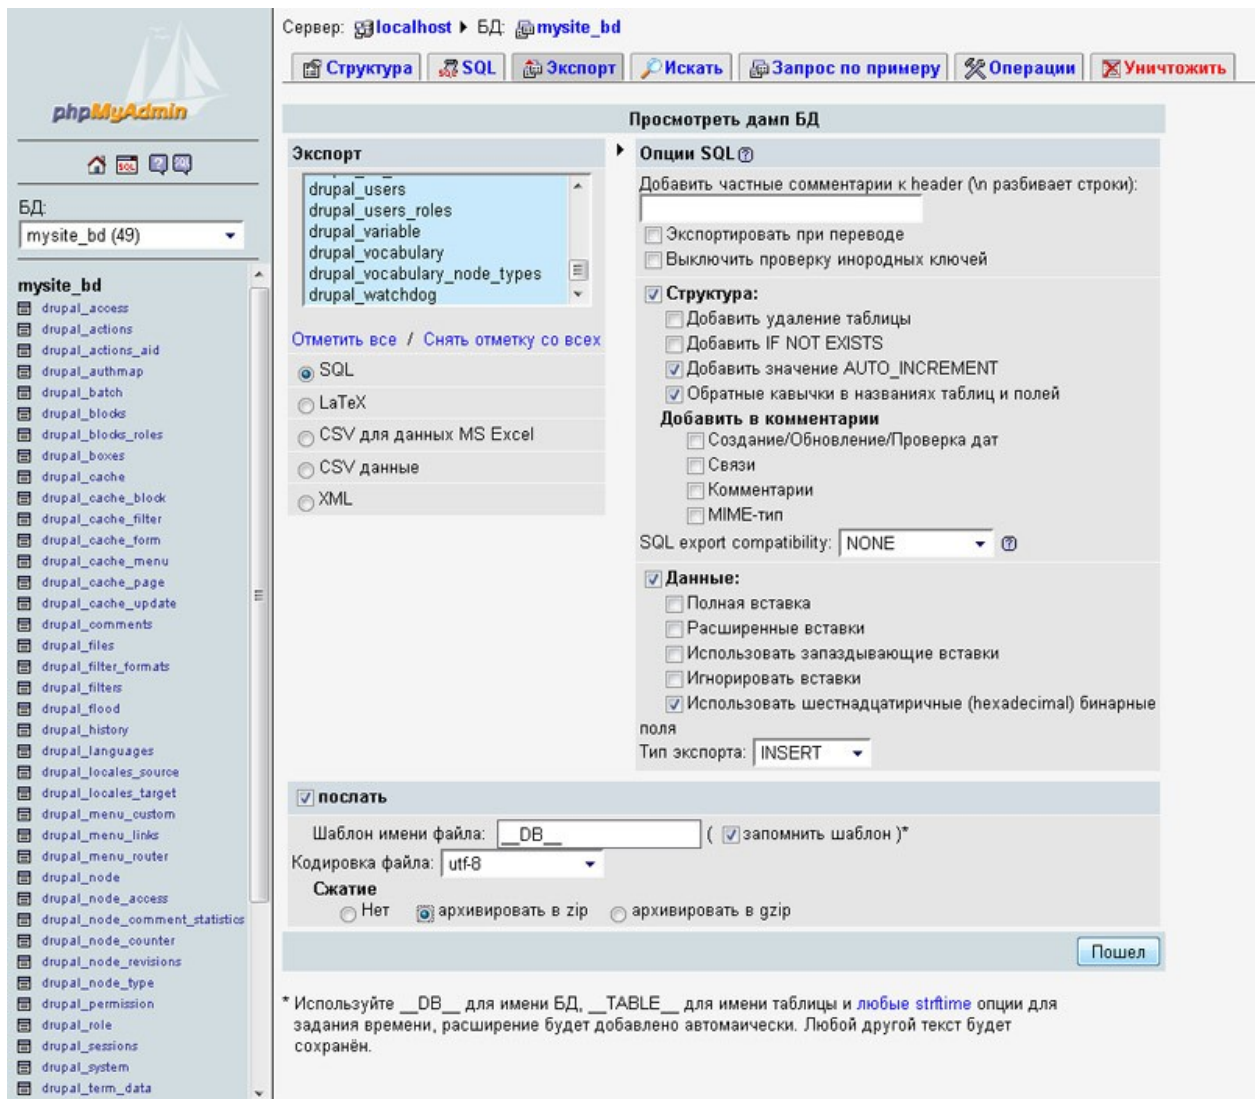 phpMyAdmin
SQL
БД:
mysite_bd (49)
mysite_bd
drupal_access
drupal_actions
drupal_actions_aid
drupal_authmap
drupal_batch
drupal_blocks
drupal_blocks_roles
drupal_boxes
drupal_cache
drupal_cache_block
drupal_cache_filter
drupal_cache_form
drupal_cache_menu
drupal_cache_page
drupal_cache_update
drupal_comments
drupal_files
drupal_filter_formats
drupal_filters
drupal_flood
drupal_history
drupal_languages
drupal_locales_source
drupal_locales_target
drupal_menu_custom
drupal_menu_links
drupal_menu_router
drupal_node
drupal_node_access
drupal_node_comment_statistics
drupal_node_counter
drupal_node_revisions
drupal_node_type
drupal_permission
drupal_role
drupal_sessions
drupal_system
drupal_term_data
Сервер: localhost БД: mysite_bd
Структура SQL Экспорт Искать Запрос по примеру Операции Уничтожить
Просмотреть дамп БД
Экспорт
drupal_users
drupal_users_roles
drupal_variable
drupal_vocabulary
drupal_vocabulary_node_types
drupal_watchdog
Отметить все / Снять отметку со всех
SQL
LaTeX
CSV для данных MS Excel
CSV данные
XML
Опции SQL
Добавить частные комментарии к header (\n разбивает строки):
Экспортировать при переводе
Выключить проверку инородных ключей
Структура:
Добавить удаление таблицы
Добавить IF NOT EXISTS
Добавить значение AUTO_INCREMENT
Обратные кавычки в названиях таблиц и полей
Добавить в комментарии
Создание/Обновление/Проверка дат
Связи
Комментарии
MIME-тип
SQL export compatibility: NONE
Данные:
Полная вставка
Расширенные вставки
Использовать запаздывающие вставки
Игнорировать вставки
Использовать шестнадцатиричные (hexadecimal) бинарные
поля
Тип экспорта: INSERT
послать
Шаблон имени файла: __DB__ ( запомнить шаблон )*
Кодировка файла: utf-8
Сжатие
Нет архивировать в zip архивировать в gzip
Пошел
* Используйте __DB__ для имени БД, __TABLE__ для имени таблицы и любые strftime опции для
задания времени, расширение будет добавлено автомаически. Любой другой текст будет
сохранён.